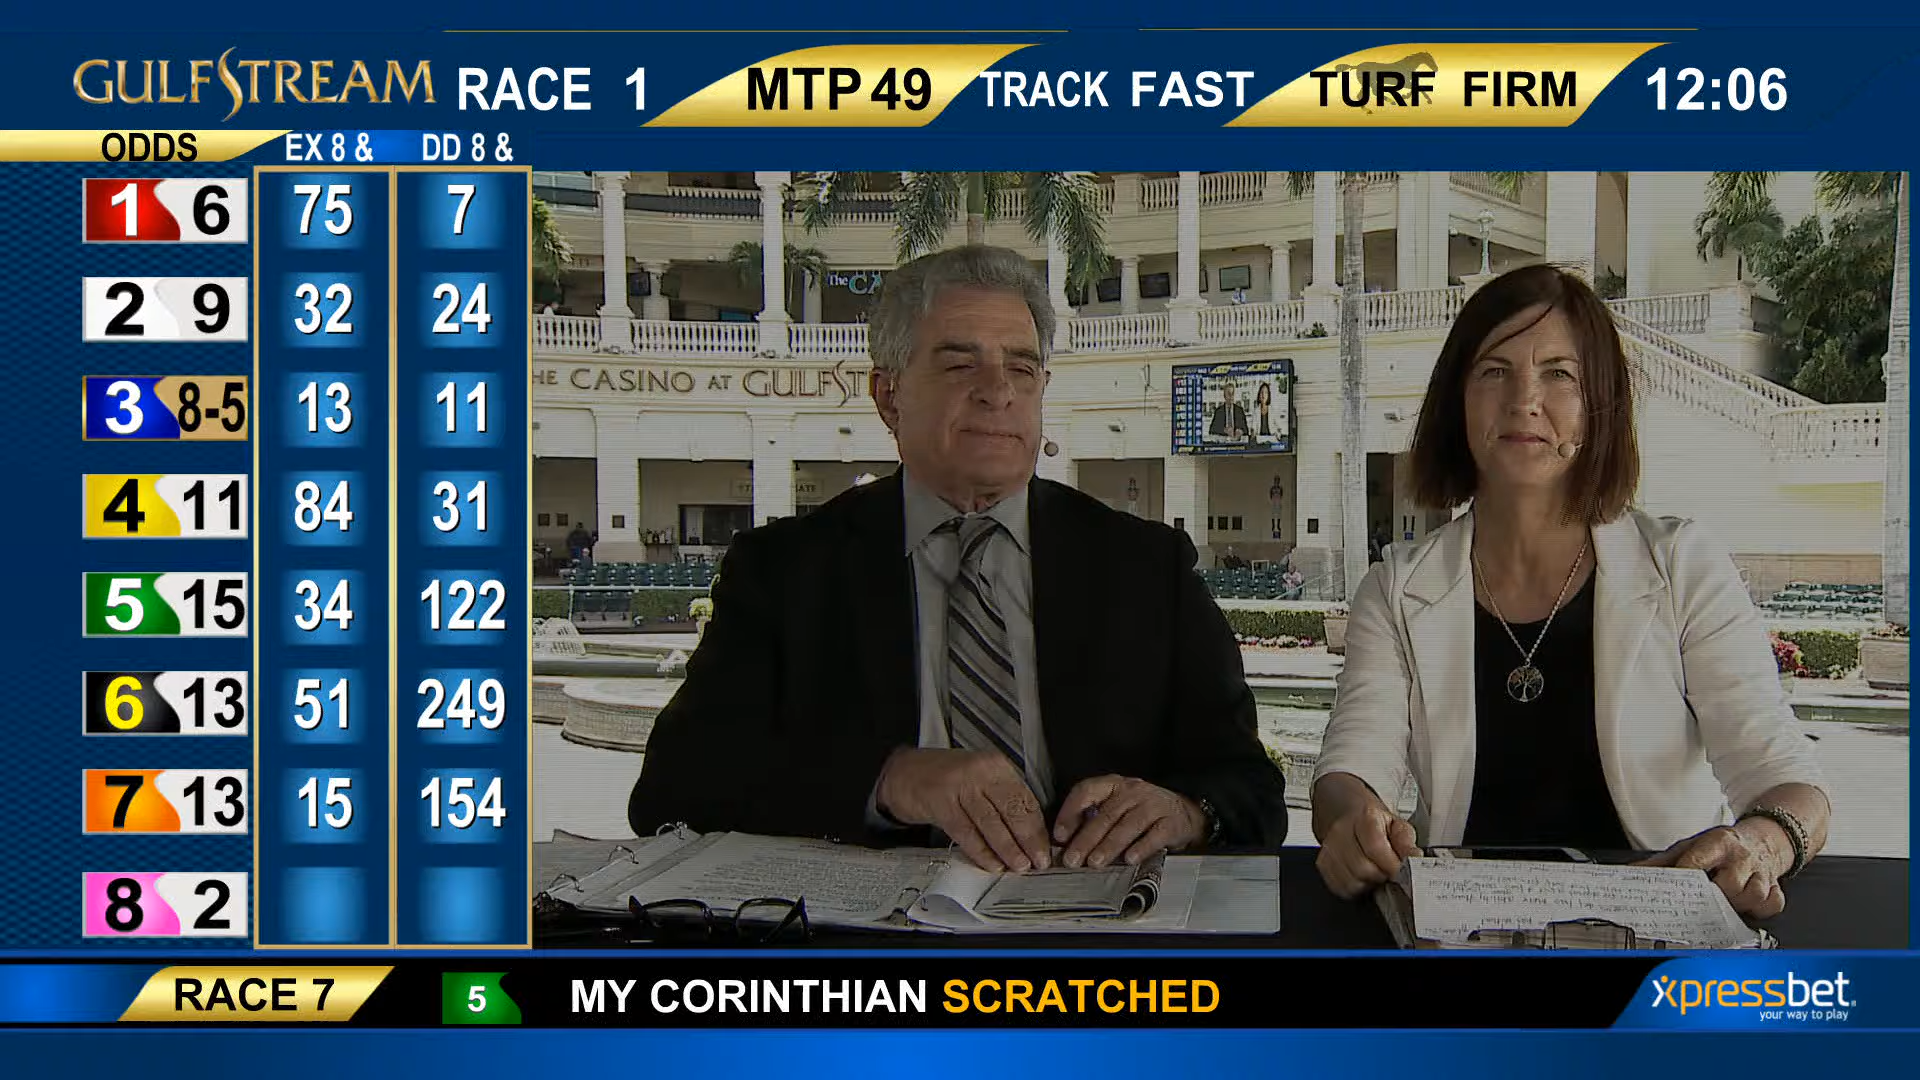 GULFSTREAM RACE 1 MTP 49 TRACK FAST TURF FIRM 12:06
ODDS EX 8 & DD 8 &
1 6 75 7
2 9 32 24
3 8-5 13 11
4 11 84 31
5 15 34 122
6 13 51 249
7 13 15 154
8 2
The CA
HE CASINO AT GULFST
RACE 7 5 MY CORINTHIAN SCRATCHED
xpressbet
your way to play